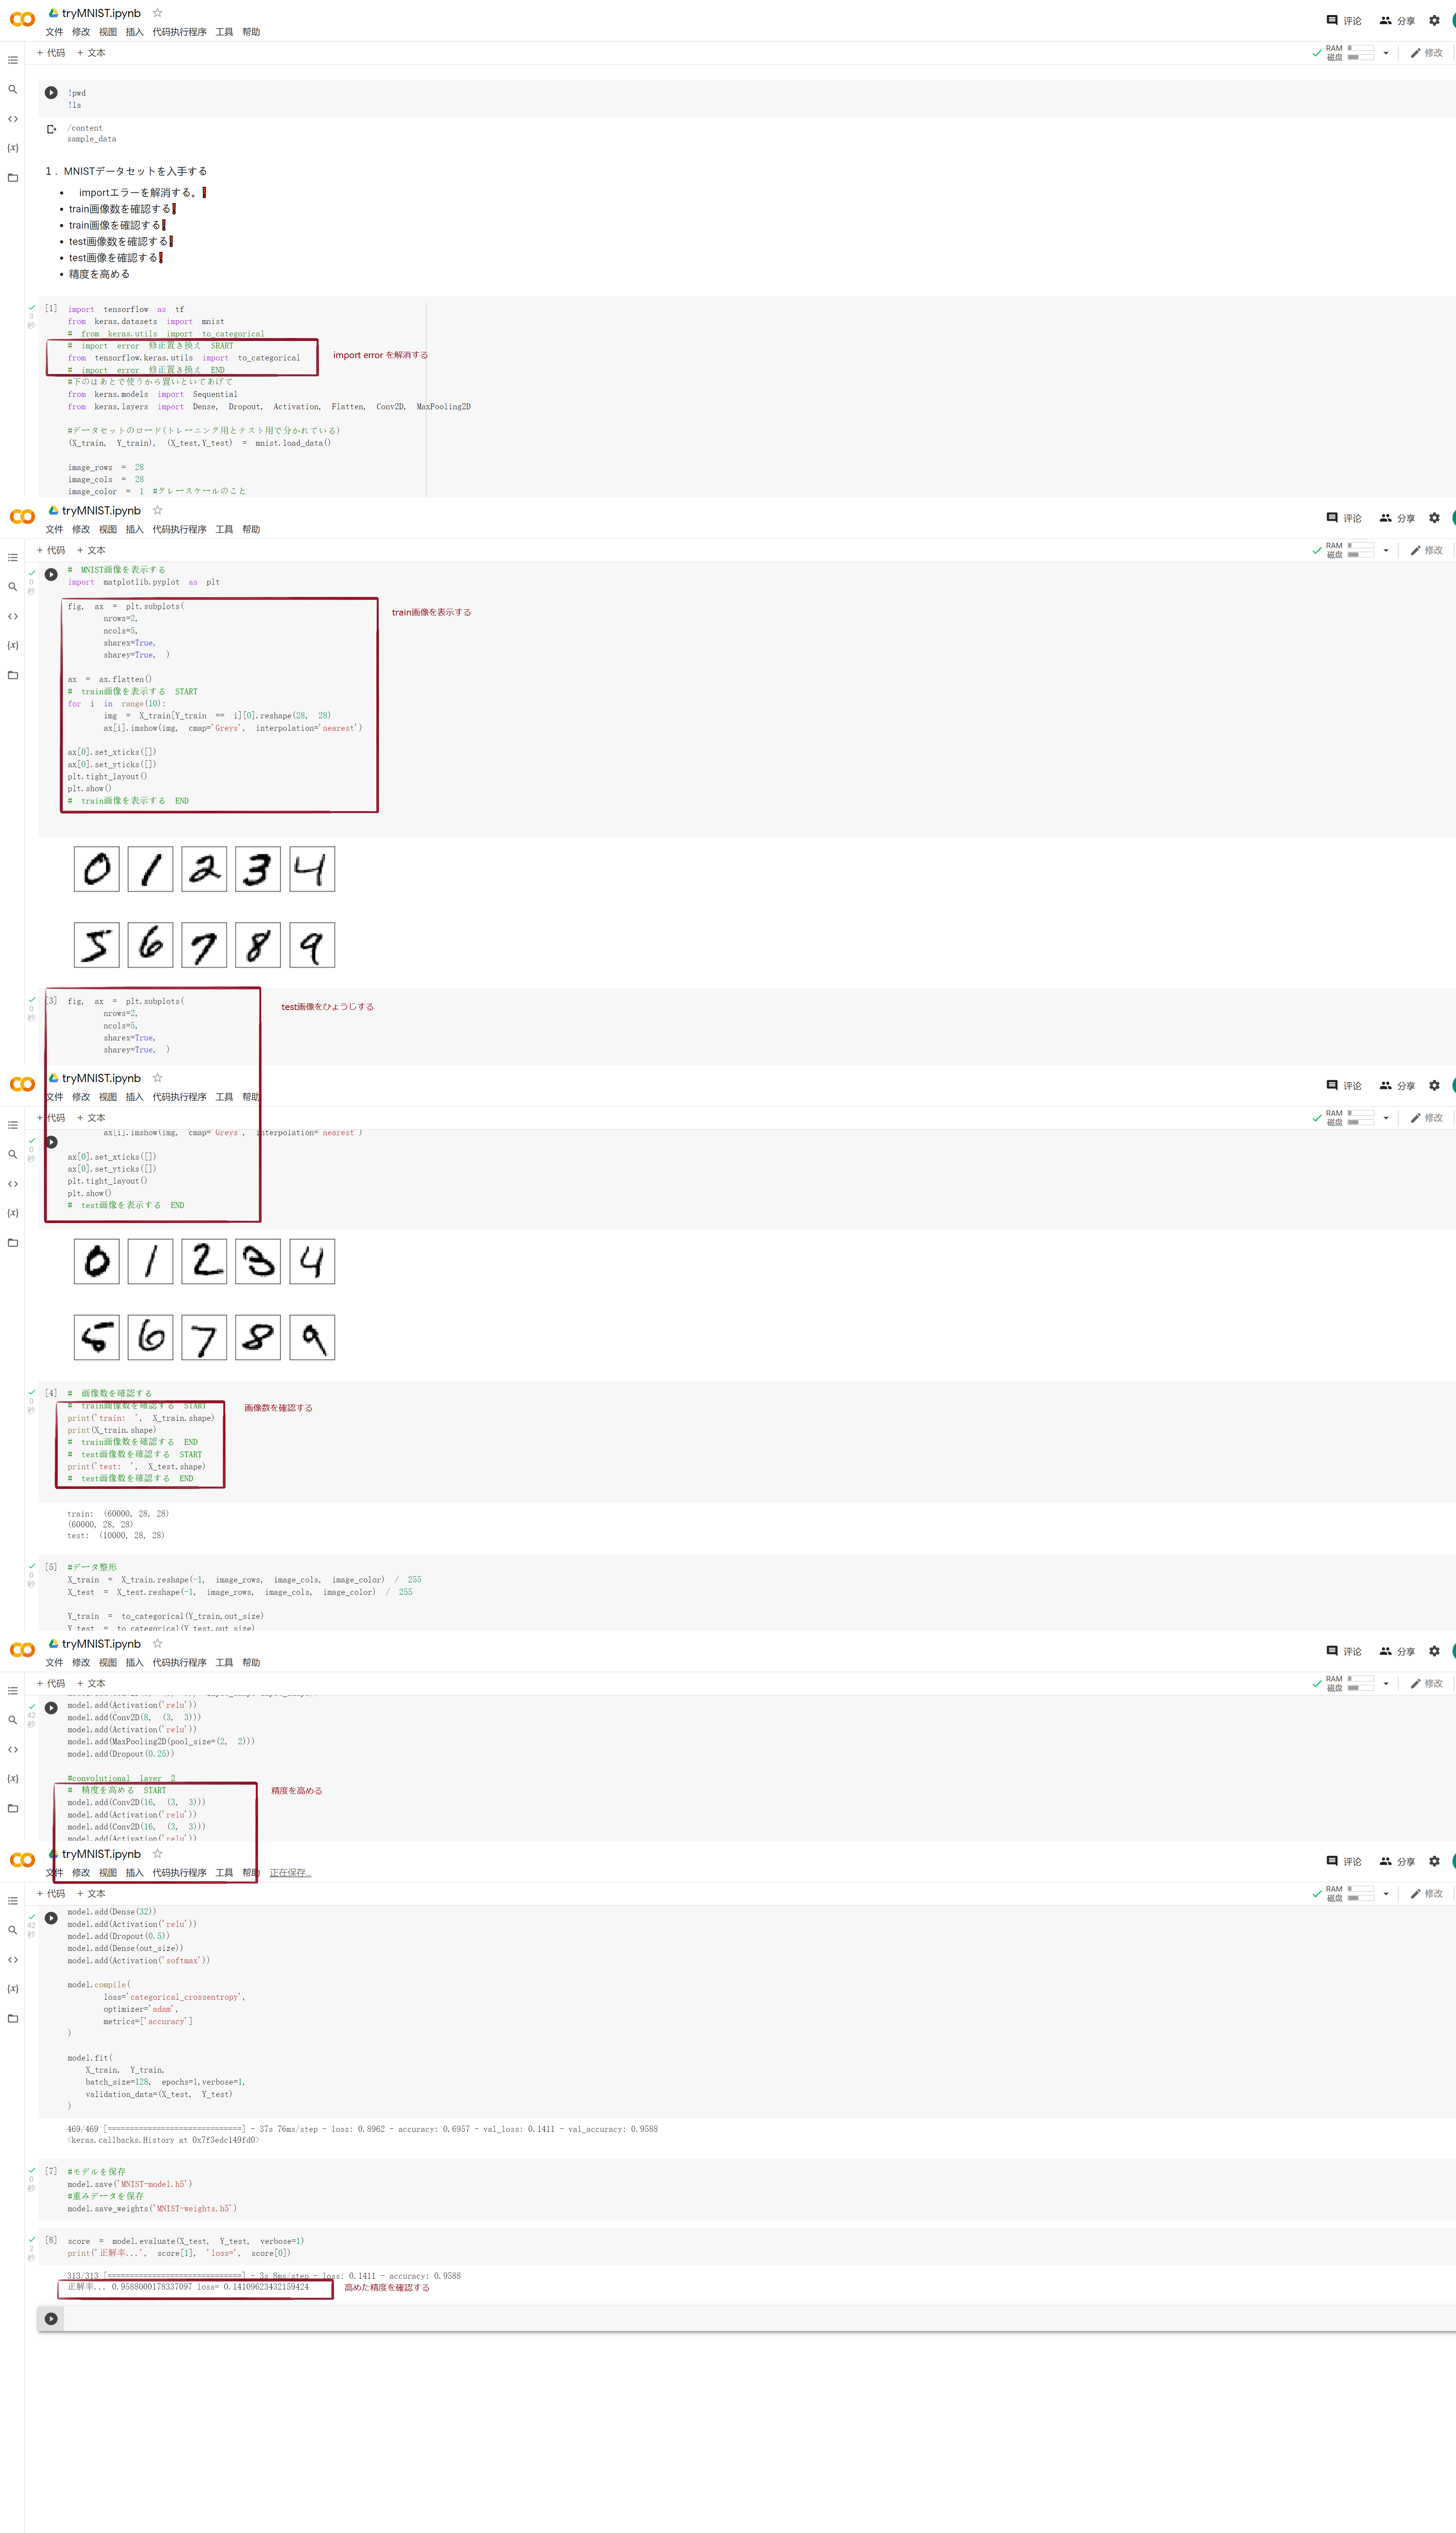 tryMNIST.ipynb
文件 修改 视图 插入 代码执行程序 工具 帮助
评论 分享
+ 代码 + 文本
RAM
磁盘
修改
!pwd
!ls
/content
sample_data
1. MNISTデータセットを入手する
• importエラーを解消する。
• train画像数を確認する
• train画像を確認する
• test画像数を確認する
• test画像を確認する
• 精度を高める
3
秒
[1] import tensorflow as tf
from keras.datasets import mnist
# from keras.utils import to_categorical
# import error 修正置き換え SRART
from tensorflow.keras.utils import to_categorical
import error を解消する
# import error 修正置き換え END
#下のはあとで使うから置いといてあげて
from keras.models import Sequential
from keras.layers import Dense, Dropout, Activation, Flatten, Conv2D, MaxPooling2D
#データセットのロード(トレーニング用とテスト用で分かれている)
(X_train, Y_train), (X_test,Y_test) = mnist.load_data()
image_rows = 28
image_cols = 28
image_color = 1 #グレースケールのこと
tryMNIST.ipynb
文件 修改 视图 插入 代码执行程序 工具 帮助
评论 分享
+ 代码 + 文本
RAM
磁盘
修改
0
秒
# MNIST画像を表示する
import matplotlib.pyplot as plt
fig, ax = plt.subplots(
train画像を表示する
nrows=2,
ncols=5,
sharex=True,
sharey=True, )
ax = ax.flatten()
# train画像を表示する START
for i in range(10):
img = X_train[Y_train == i][0].reshape(28, 28)
ax[i].imshow(img, cmap='Greys', interpolation='nearest')
ax[0].set_xticks([])
ax[0].set_yticks([])
plt.tight_layout()
plt.show()
# train画像を表示する END
0 1 2 3 4
5 6 7 8 9
0
秒
[3] fig, ax = plt.subplots(
test画像をひょうじする
nrows=2,
ncols=5,
sharex=True,
sharey=True, )
tryMNIST.ipynb
文件 修改 视图 插入 代码执行程序 工具 帮助
评论 分享
+ 代码 + 文本
RAM
磁盘
修改
0
秒
ax[i].imshow(img, cmap='Greys', interpolation='nearest')
ax[0].set_xticks([])
ax[0].set_yticks([])
plt.tight_layout()
plt.show()
# test画像を表示する END
0 1 2 3 4
5 6 7 8 9
0
秒
[4] # 画像数を確認する
# train画像数を確認する START
画像数を確認する
print('train: ', X_train.shape)
print(X_train.shape)
# train画像数を確認する END
# test画像数を確認する START
print('test: ', X_test.shape)
# test画像数を確認する END
train: (60000, 28, 28)
(60000, 28, 28)
test: (10000, 28, 28)
0
秒
[5] #データ整形
X_train = X_train.reshape(-1, image_rows, image_cols, image_color) / 255
X_test = X_test.reshape(-1, image_rows, image_cols, image_color) / 255
Y_train = to_categorical(Y_train,out_size)
Y_test = to_categorical(Y_test,out_size)
tryMNIST.ipynb
文件 修改 视图 插入 代码执行程序 工具 帮助
评论 分享
+ 代码 + 文本
RAM
磁盘
修改
42
秒
model.add(Activation('relu'))
model.add(Conv2D(8, (3, 3)))
model.add(Activation('relu'))
model.add(MaxPooling2D(pool_size=(2, 2)))
model.add(Dropout(0.25))
#convolutional layer 2
# 精度を高める START
精度を高める
model.add(Conv2D(16, (3, 3)))
model.add(Activation('relu'))
model.add(Conv2D(16, (3, 3)))
model.add(Activation('relu'))
tryMNIST.ipynb
文件 修改 视图 插入 代码执行程序 工具 帮助 正在保存...
评论 分享
+ 代码 + 文本
RAM
磁盘
修改
42
秒
model.add(Dense(32))
model.add(Activation('relu'))
model.add(Dropout(0.5))
model.add(Dense(out_size))
model.add(Activation('softmax'))
model.compile(
loss='categorical_crossentropy',
optimizer='adam',
metrics=['accuracy']
)
model.fit(
X_train, Y_train,
batch_size=128, epochs=1,verbose=1,
validation_data=(X_test, Y_test)
)
469/469 [==============================] - 37s 76ms/step - loss: 0.8962 - accuracy: 0.6957 - val_loss: 0.1411 - val_accuracy: 0.9588
<keras.callbacks.History at 0x7f3edc149fd0>
0
秒
[7] #モデルを保存
model.save('MNIST-model.h5')
#重みデータを保存
model.save_weights('MNIST-weights.h5')
2
秒
[8] score = model.evaluate(X_test, Y_test, verbose=1)
print('正解率...', score[1], 'loss=', score[0])
313/313 [==============================] - 3s 8ms/step - loss: 0.1411 - accuracy: 0.9588
正解率... 0.9588000178337097 loss= 0.14109623432159424
高めた精度を確認する